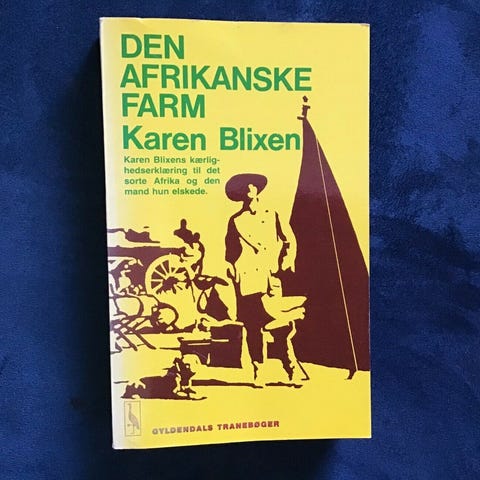 DEN
AFRIKANSKE
FARM
Karen Blixen
Karen Blixens kærlig-
hedserklæring til det
sorte Afrika og den
mand hun elskede.
GYLDENDALS TRANEBØGER